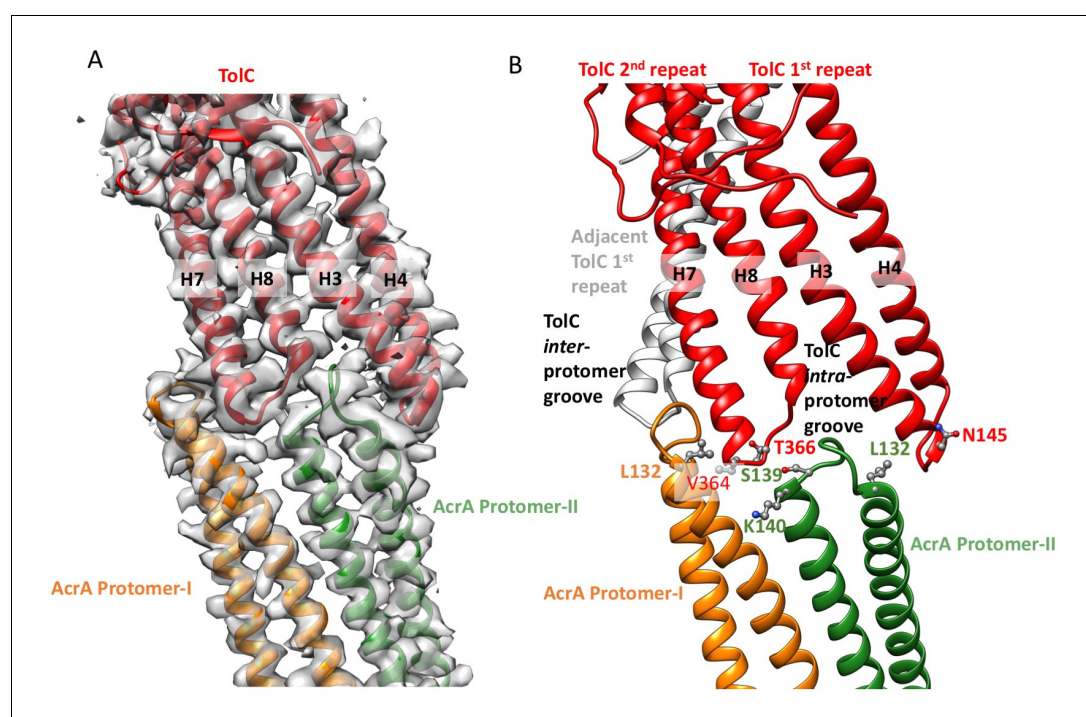 A
TolC
H7
H8
H3
H4
AcrA Protomer-II
AcrA Protomer-I
B
TolC 2nd repeat
TolC 1st repeat
Adjacent
TolC 1st
repeat
H7
H8
H3
H4
TolC
inter-
protomer
groove
TolC
intra-
protomer
groove
L132
V364
T366
S139
K140
L132
N145
AcrA Protomer-II
AcrA Protomer-I